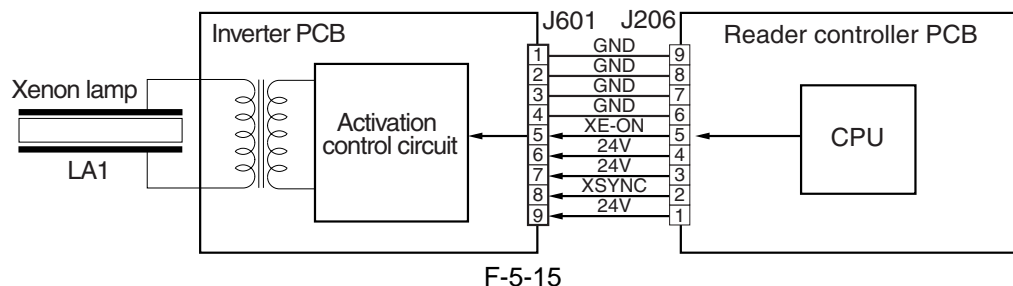 J601 J206
Inverter PCB
Reader controller PCB
Xenon lamp
LA1
Activation
control circuit
CPU
1 GND 9
2 GND 8
3 GND 7
4 GND 6
5 XE-ON 5
6 24V 4
7 24V 3
8 XSYNC 2
9 24V 1
F-5-15